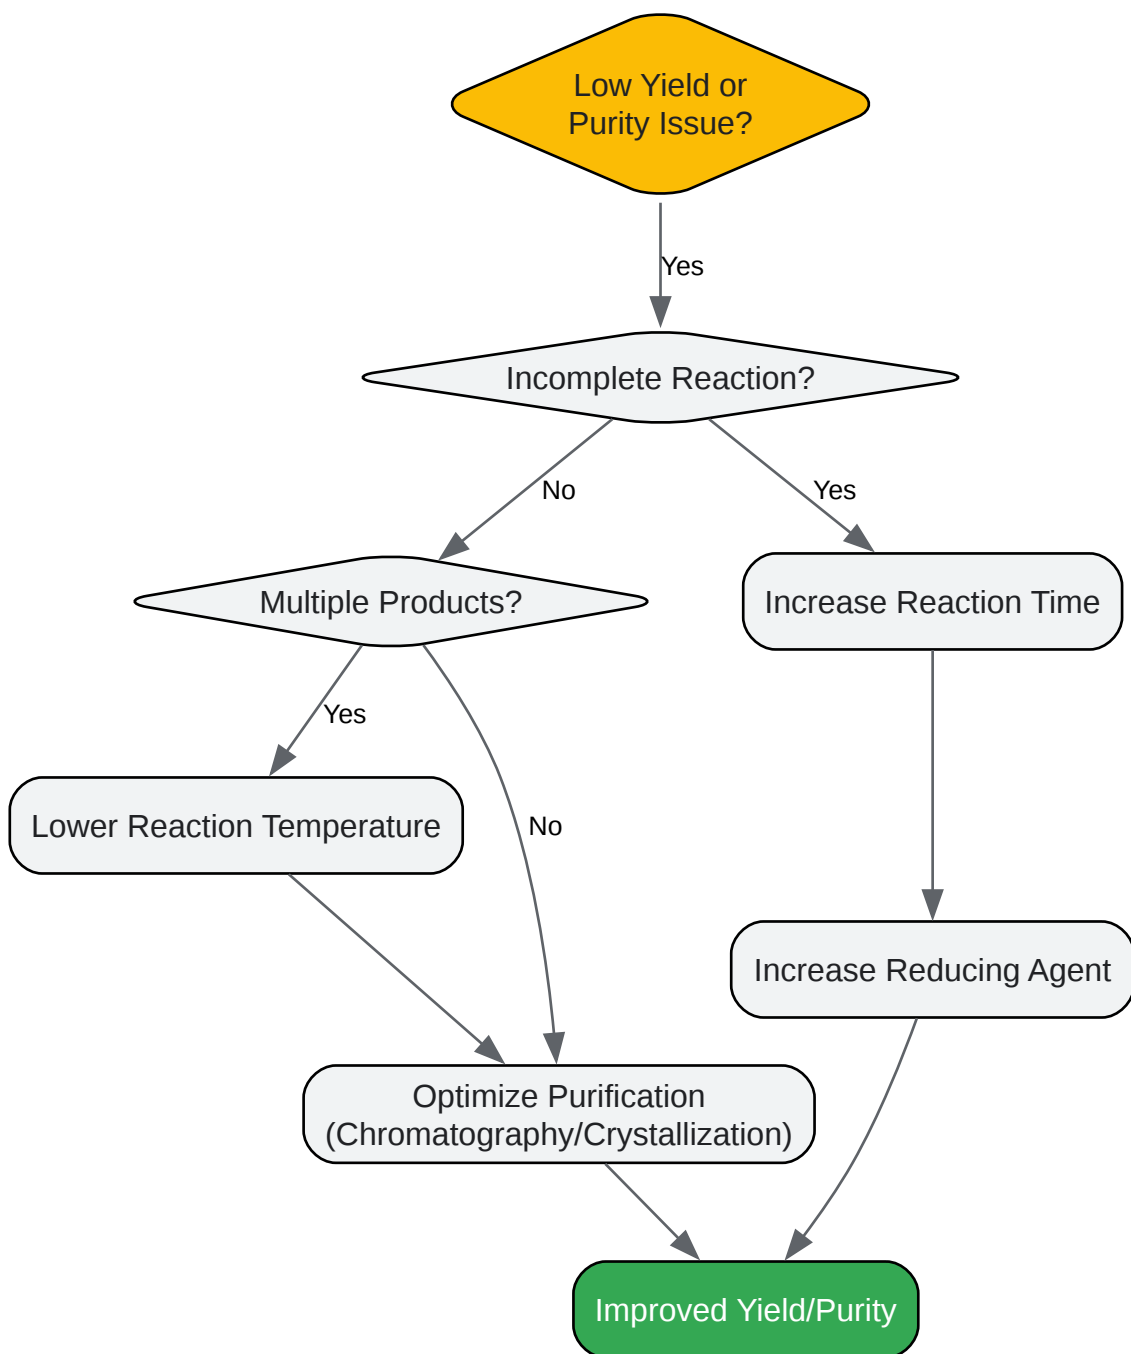 Low Yield or
Purity Issue?
Yes
Incomplete Reaction?
No
Yes
Multiple Products?
Increase Reaction Time
Yes
Lower Reaction Temperature
No
Increase Reducing Agent
Optimize Purification
(Chromatography/Crystallization)
Improved Yield/Purity